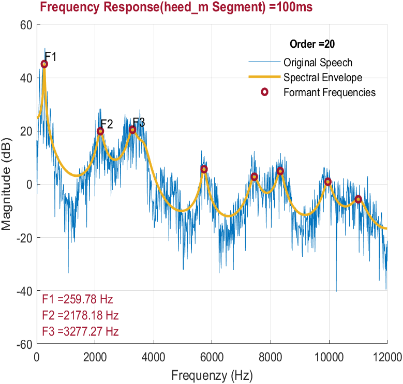 Frequency Response(heed_m Segment) =100ms
60
40
20
0
-20
-40
-60
Magnitude (dB)
Order =20
Original Speech
Spectral Envelope
Formant Frequencies
F1
F2
F3
F1 =259.78 Hz
F2 =2178.18 Hz
F3 =3277.27 Hz
0 2000 4000 6000 8000 10000 12000
Frequenzy (Hz)